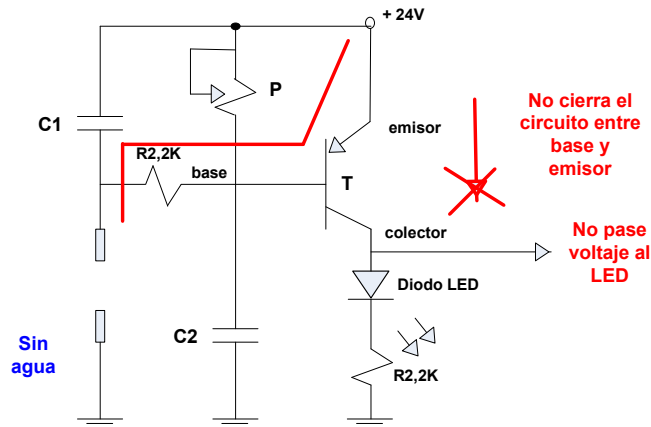 + 24V
P
C1
emisor
No cierra el
circuito entre
base y
emisor
R2,2K
base
T
colector
No pase
voltaje al
LED
Diodo LED
Sin
agua
C2
R2,2K